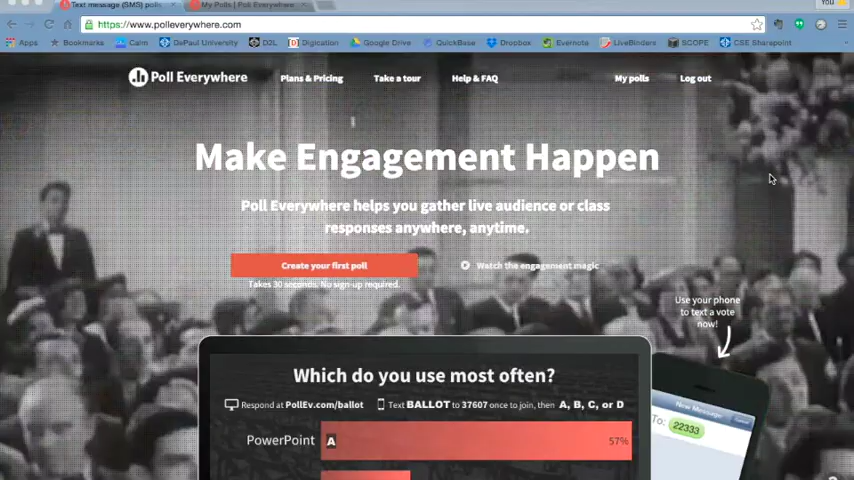 Text message (SMS) polls
My Polls | Poll Everywhere
You
https://www.polleverywhere.com
Apps Bookmarks Calm DePaul University D2L Digication Google Drive QuickBase Dropbox Evernote LiveBinders SCOPE CSE Sharepoint
Poll Everywhere Plans & Pricing Take a tour Help & FAQ My polls Log out
Make Engagement Happen
Poll Everywhere helps you gather live audience or class
responses anywhere, anytime.
Create your first poll
Watch the engagement magic
Takes 30 seconds. No sign-up required.
Use your phone
to text a vote
now!
Which do you use most often?
Respond at PollEv.com/ballot Text BALLOT to 37607 once to join, then A, B, C, or D
PowerPoint A 57%
New Message
Cancel
To: 22333